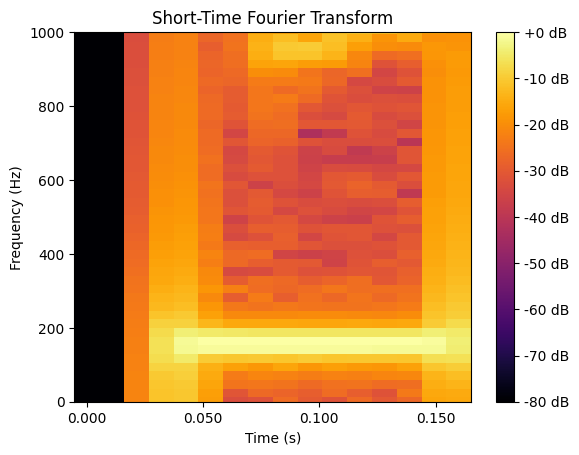 Short-Time Fourier Transform
1000
800
600
400
200
0
Frequency (Hz)
0.000
0.050
0.100
0.150
Time (s)
+0 dB
-10 dB
-20 dB
-30 dB
-40 dB
-50 dB
-60 dB
-70 dB
-80 dB